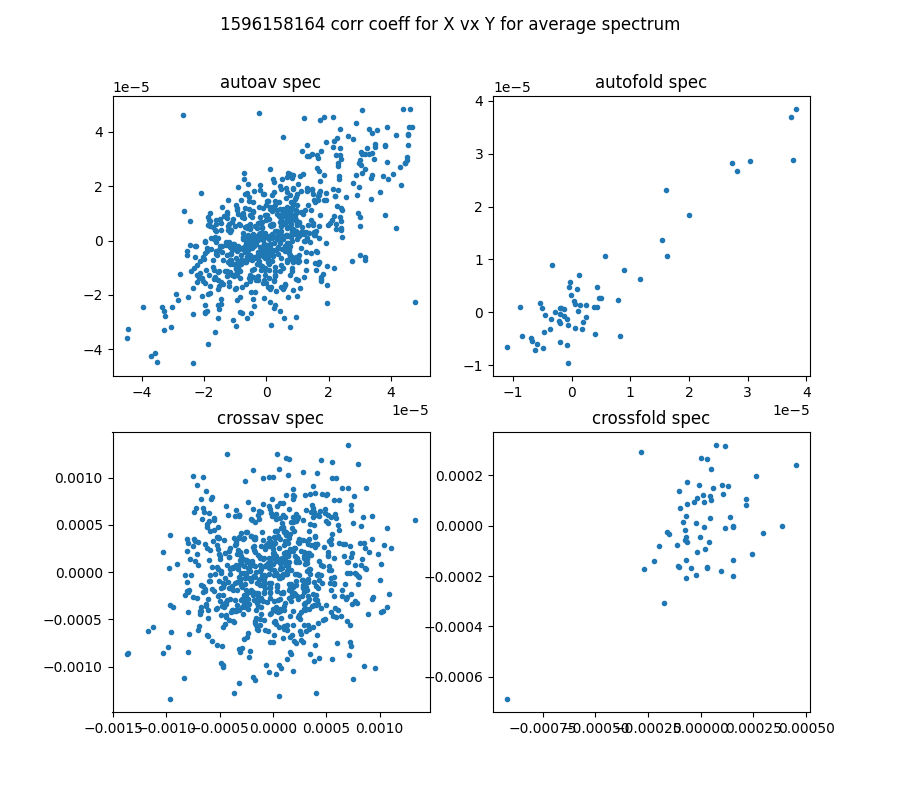 1596158164 corr coeff for X vx Y for average spectrum
autoav spec
autofold spec
1e−5
1e−5
4
2
0
−2
−4
4
3
2
1
0
−1
−4 −2 0 2 4
−1 0 1 2 3 4
1e−5
1e−5
crossav spec
crossfold spec
0.0010
0.0005
0.0000
−0.0005
−0.0010
0.0002
0.0000
−0.0002
−0.0004
−0.0006
−0.0015 −0.0010 −0.0005 0.0000 0.0005 0.0010
−0.00075 −0.00050 −0.00025 0.00000 0.00025 0.00050